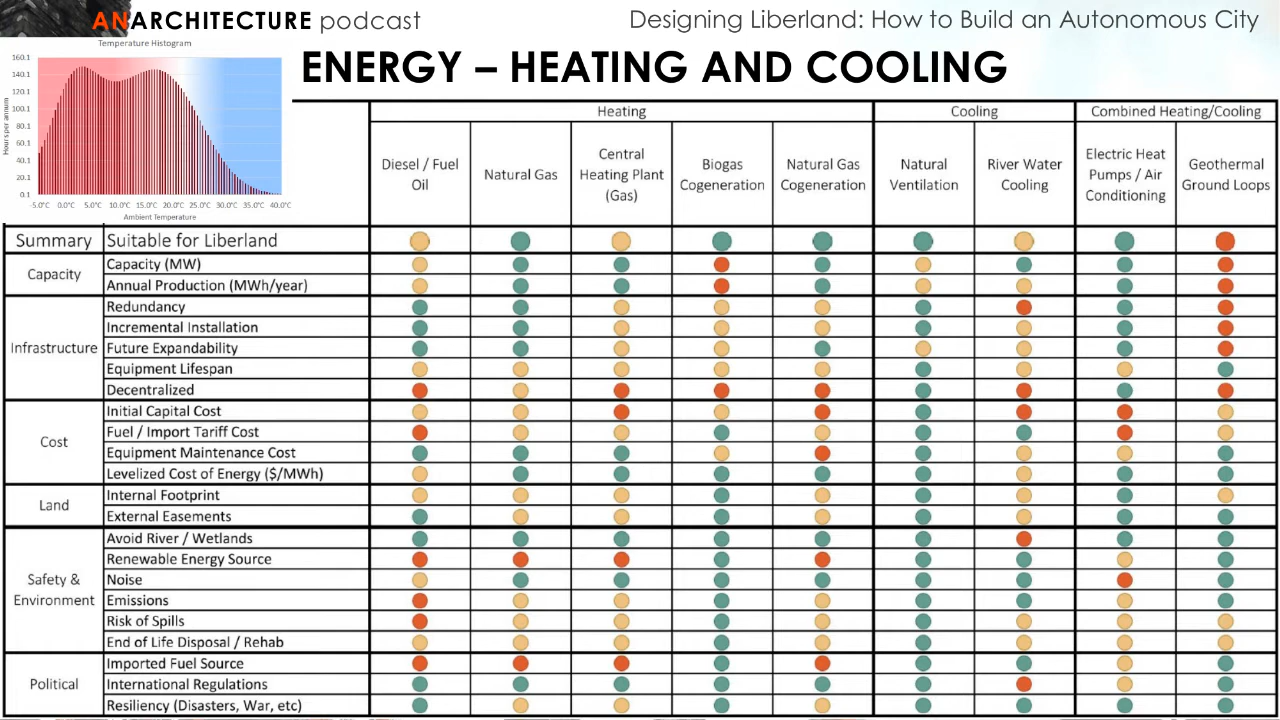 ANARCHITECTURE podcast
Designing Liberland: How to Build an Autonomous City
Temperature Histogram
ENERGY – HEATING AND COOLING
160.1
140.1
120.1
100.1
80.1
60.1
40.1
20.1
0.1
Hours per annum
-5.0°C 0.0°C 5.0°C 10.0°C 15.0°C 20.0°C 25.0°C 30.0°C 35.0°C 40.0°C
Ambient Temperature
Heating
Cooling
Combined Heating/Cooling
Diesel / Fuel
Oil
Natural Gas
Central
Heating Plant
(Gas)
Biogas
Cogeneration
Natural Gas
Cogeneration
Natural
Ventilation
River Water
Cooling
Electric Heat
Pumps / Air
Conditioning
Geothermal
Ground Loops
Summary
Suitable for Liberland
Capacity
Capacity (MW)
Annual Production (MWh/year)
Infrastructure
Redundancy
Incremental Installation
Future Expandability
Equipment Lifespan
Decentralized
Cost
Initial Capital Cost
Fuel / Import Tariff Cost
Equipment Maintenance Cost
Levelized Cost of Energy ($/MWh)
Land
Internal Footprint
External Easements
Safety &
Environment
Avoid River / Wetlands
Renewable Energy Source
Noise
Emissions
Risk of Spills
End of Life Disposal / Rehab
Political
Imported Fuel Source
International Regulations
Resiliency (Disasters, War, etc)